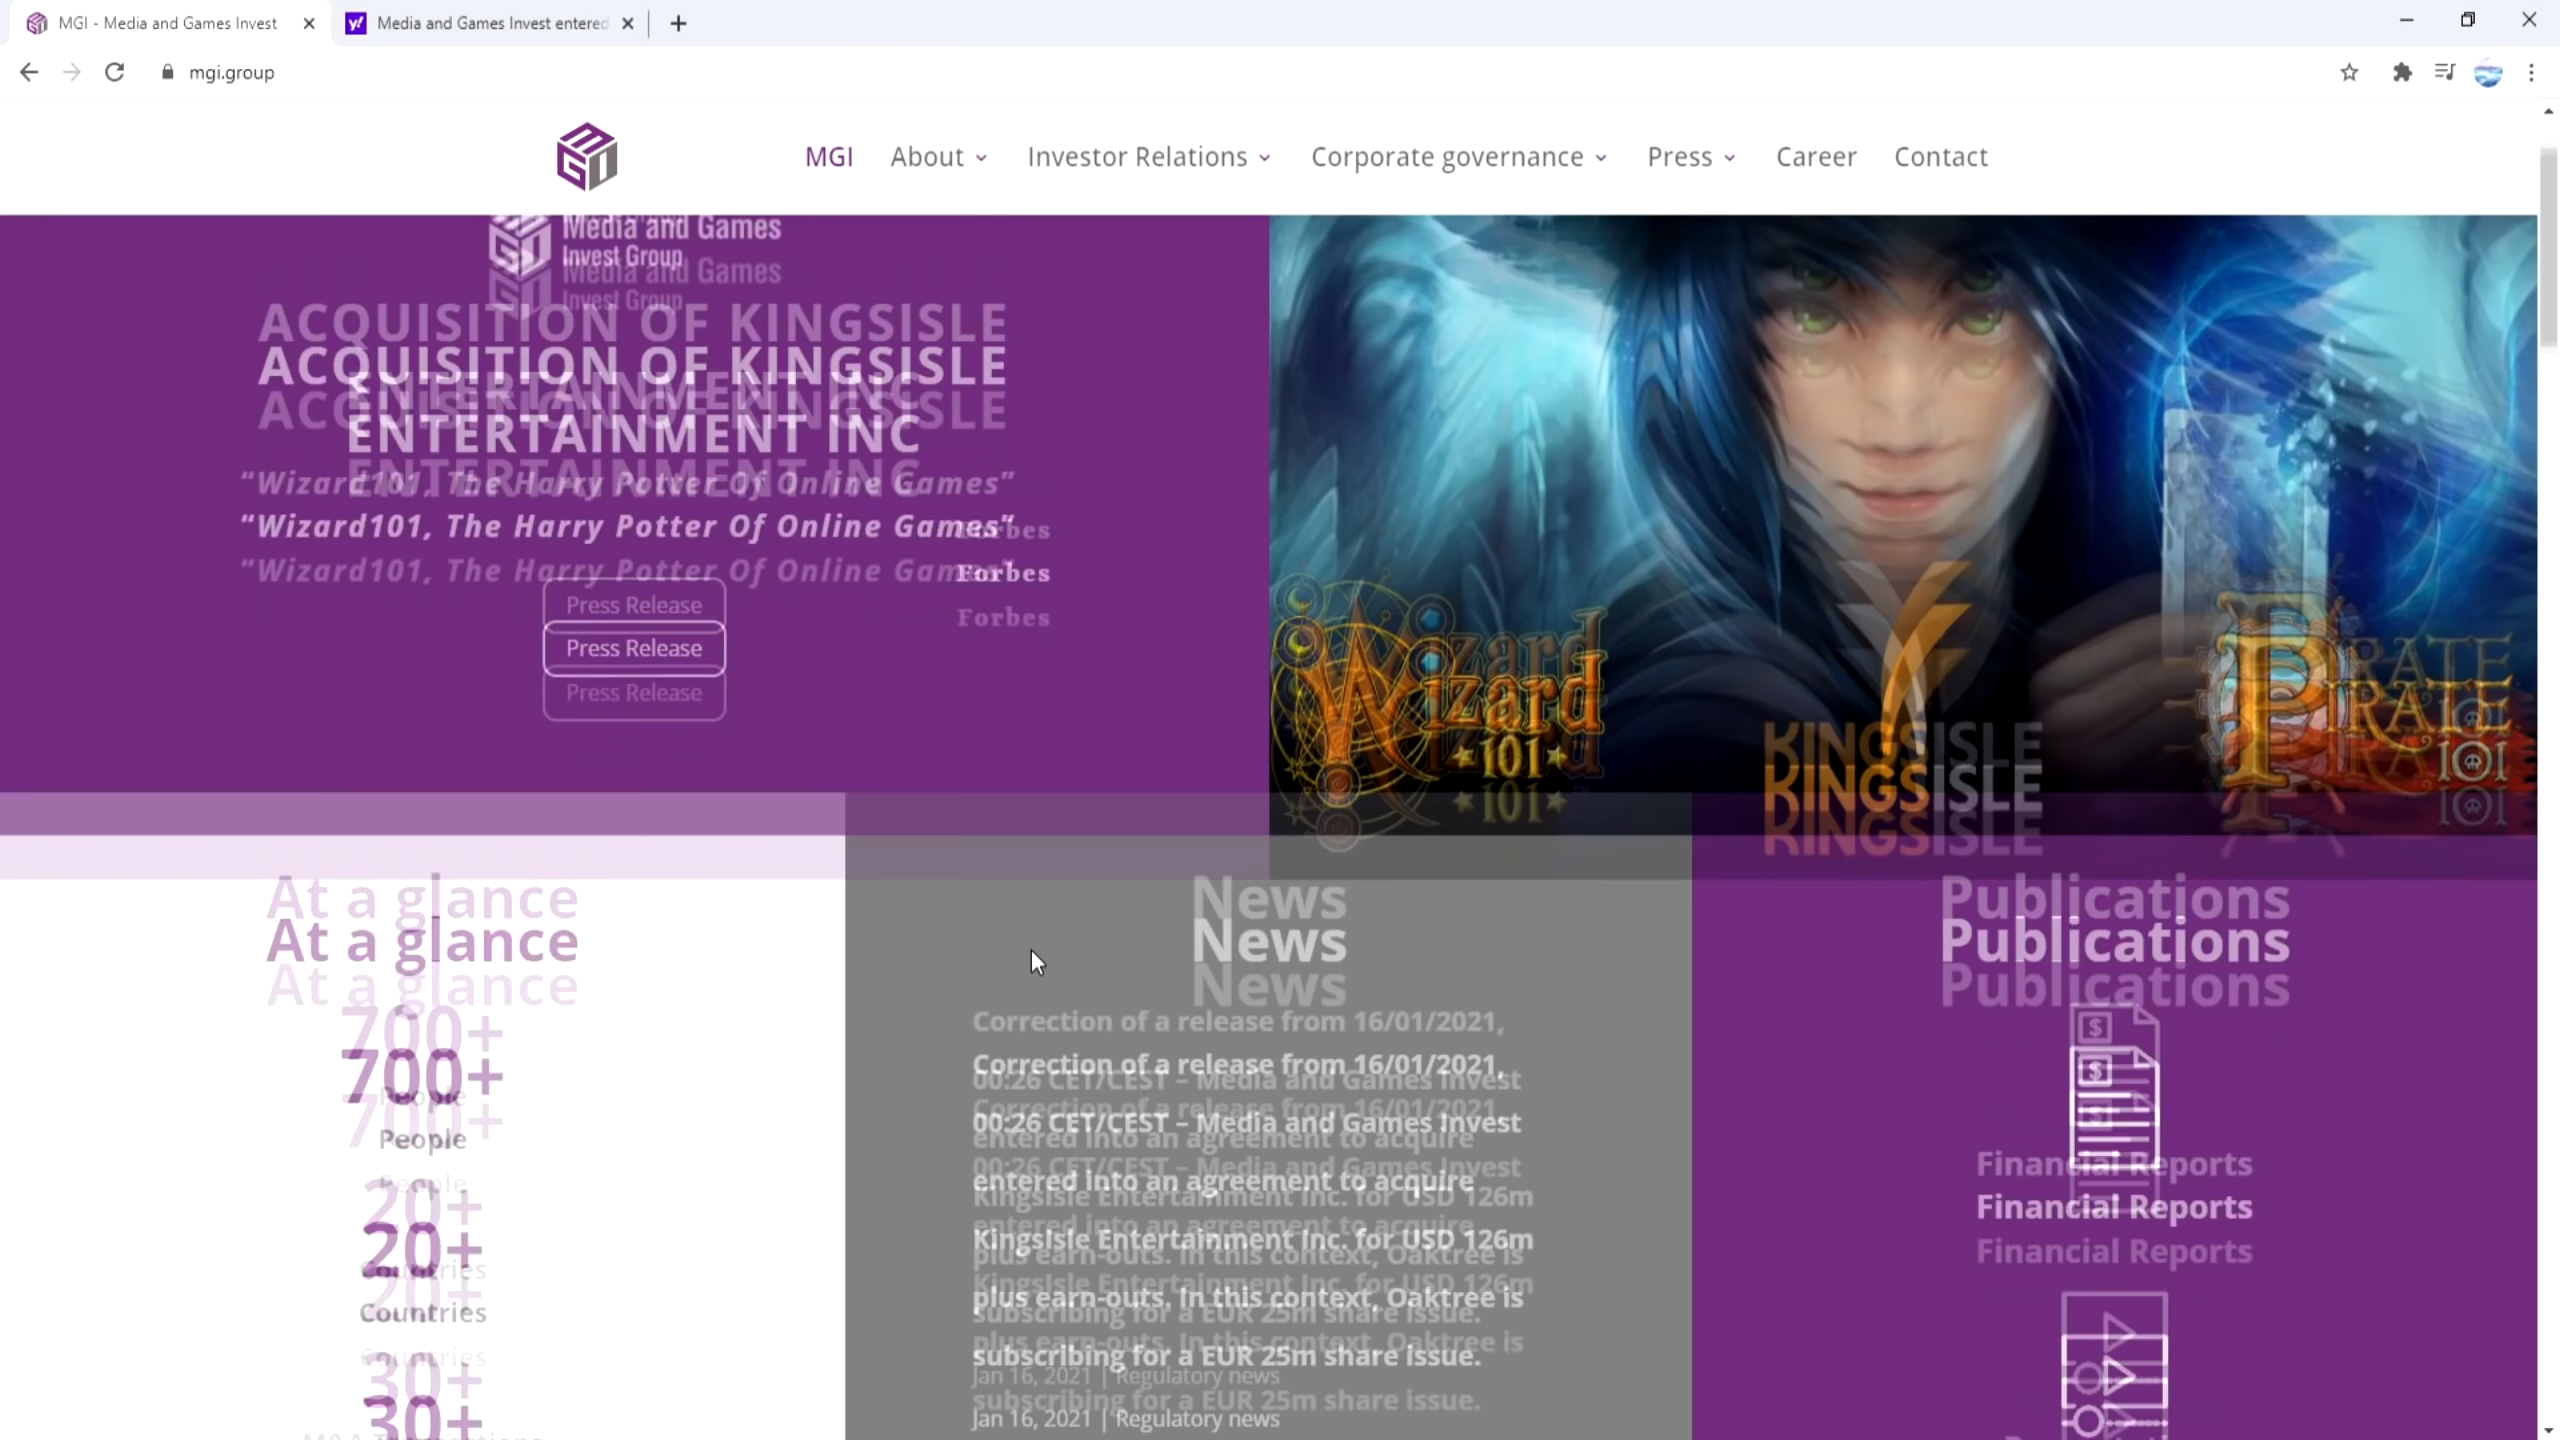 MGI - Media and Games Invest
Media and Games Invest entered
mgi.group
MGI
About
Investor Relations
Corporate governance
Press
Career
Contact
Media and Games
Invest Group
ACQUISITION OF KINGSISLE
ENTERTAINMENT INC
“Wizard101, The Harry Potter Of Online Games”
Forbes
Press Release
Wizard
101
KINGSISLE
PIRATE
101
At a glance
700+
People
20+
Countries
30+
News
Correction of a release from 16/01/2021,
00:26 CET/CEST – Media and Games Invest
entered into an agreement to acquire
KingsIsle Entertainment Inc. for USD 126m
plus earn-outs. In this context, Oaktree is
subscribing for a EUR 25m share issue.
Jan 16, 2021 | Regulatory news
Publications
Financial Reports